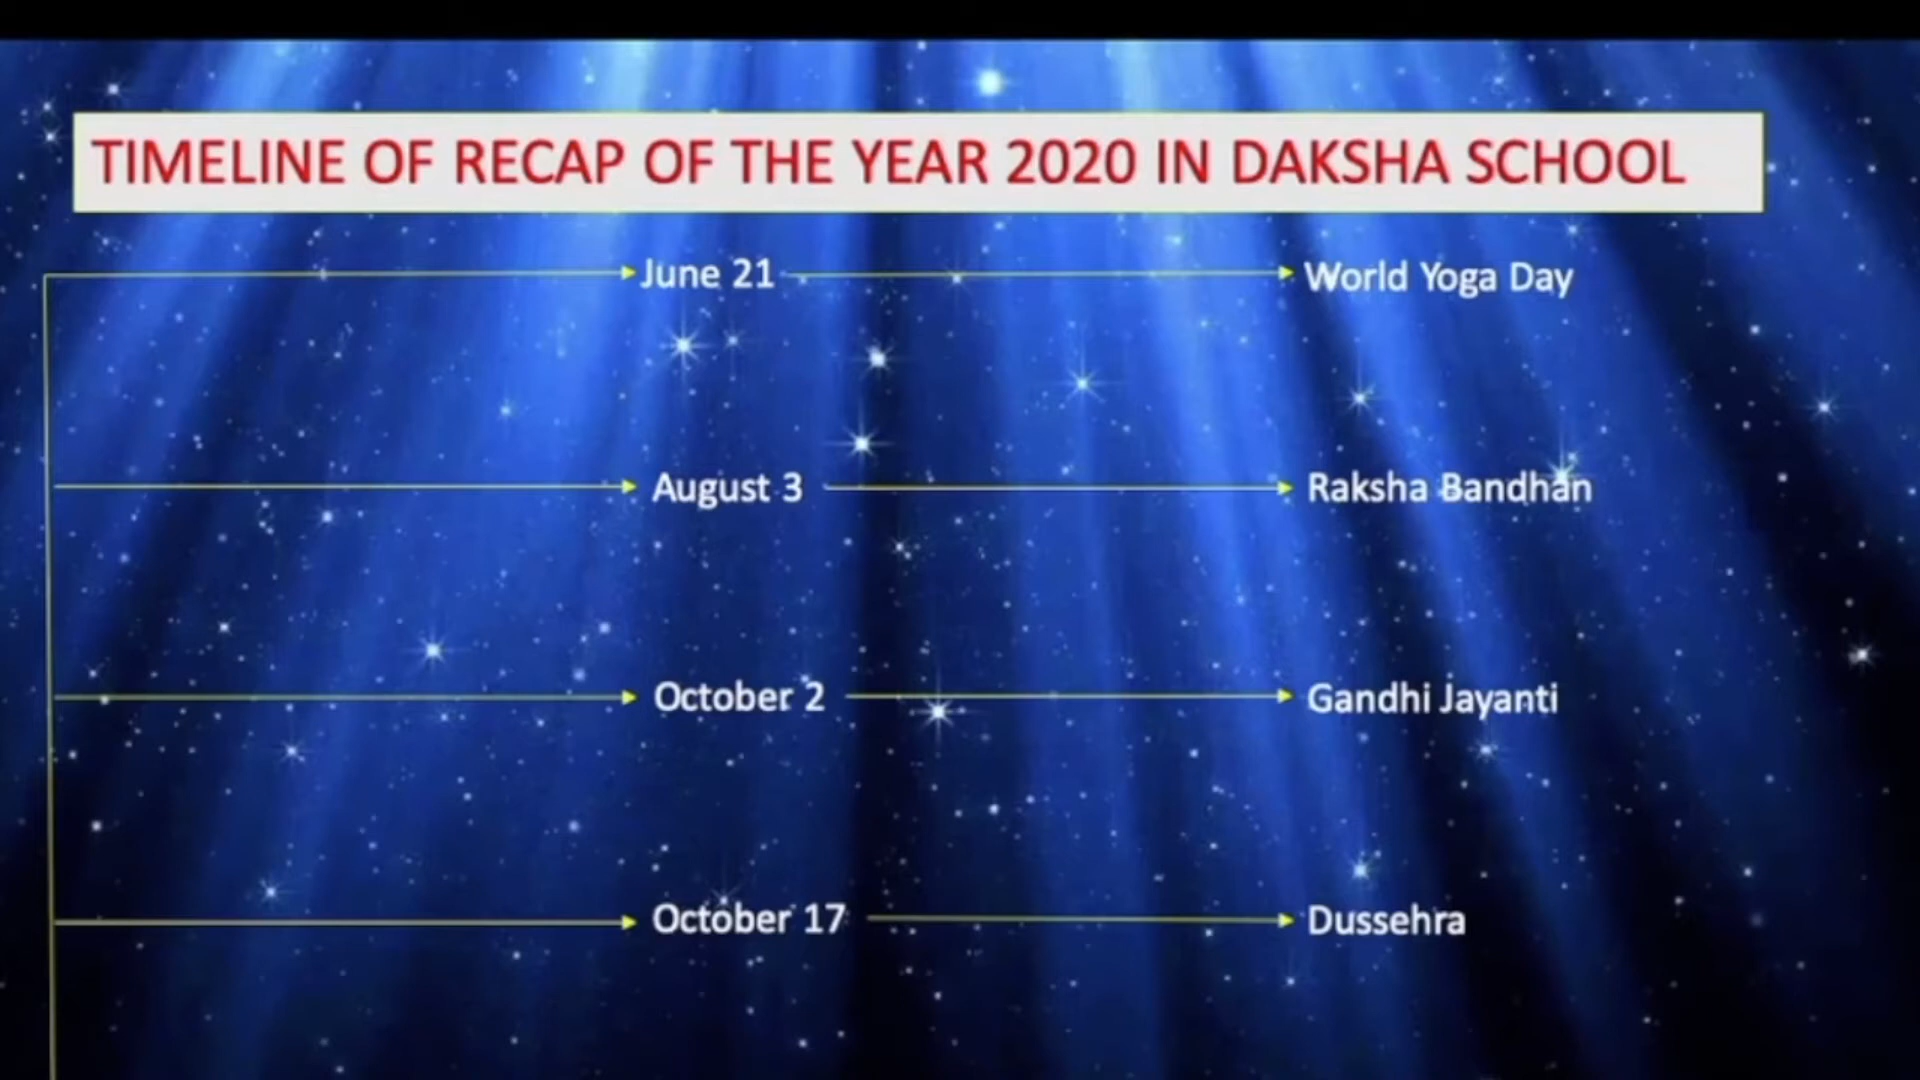 TIMELINE OF RECAP OF THE YEAR 2020 IN DAKSHA SCHOOL
June 21 World Yoga Day
August 3 Raksha Bandhan
October 2 Gandhi Jayanti
October 17 Dussehra